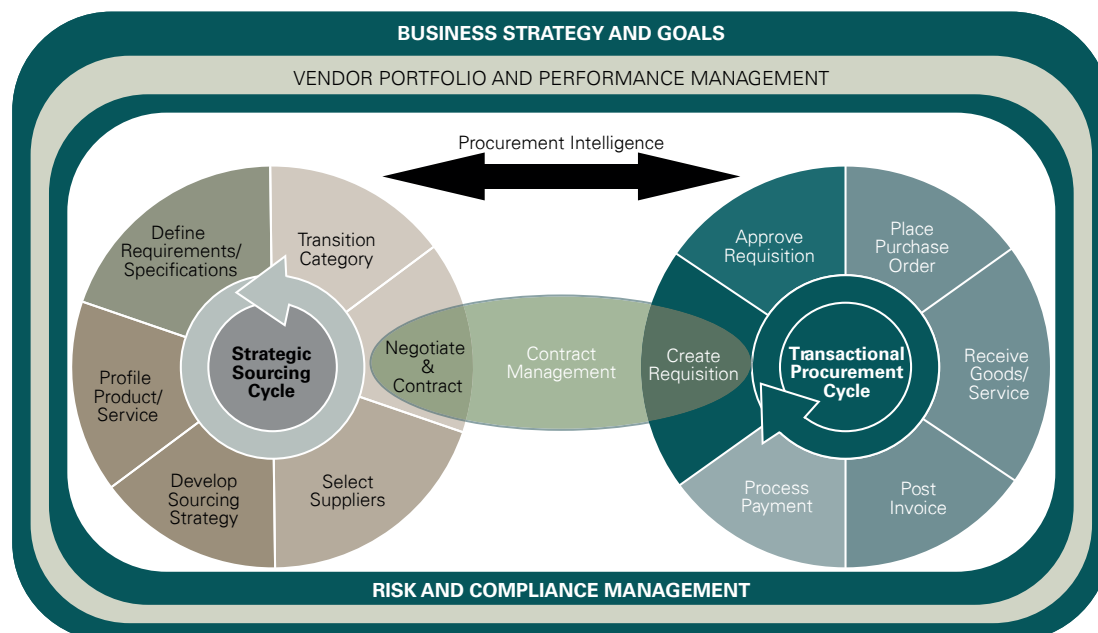 BUSINESS STRATEGY AND GOALS
VENDOR PORTFOLIO AND PERFORMANCE MANAGEMENT
Procurement Intelligence
Define
Requirements/
Specifications
Transition
Category
Profile
Product/
Service
Strategic
Sourcing
Cycle
Negotiate
&
Contract
Develop
Sourcing
Strategy
Select
Suppliers
Contract
Management
Approve
Requisition
Place
Purchase
Order
Create
Requisition
Transactional
Procurement
Cycle
Receive
Goods/
Service
Process
Payment
Post
Invoice
RISK AND COMPLIANCE MANAGEMENT